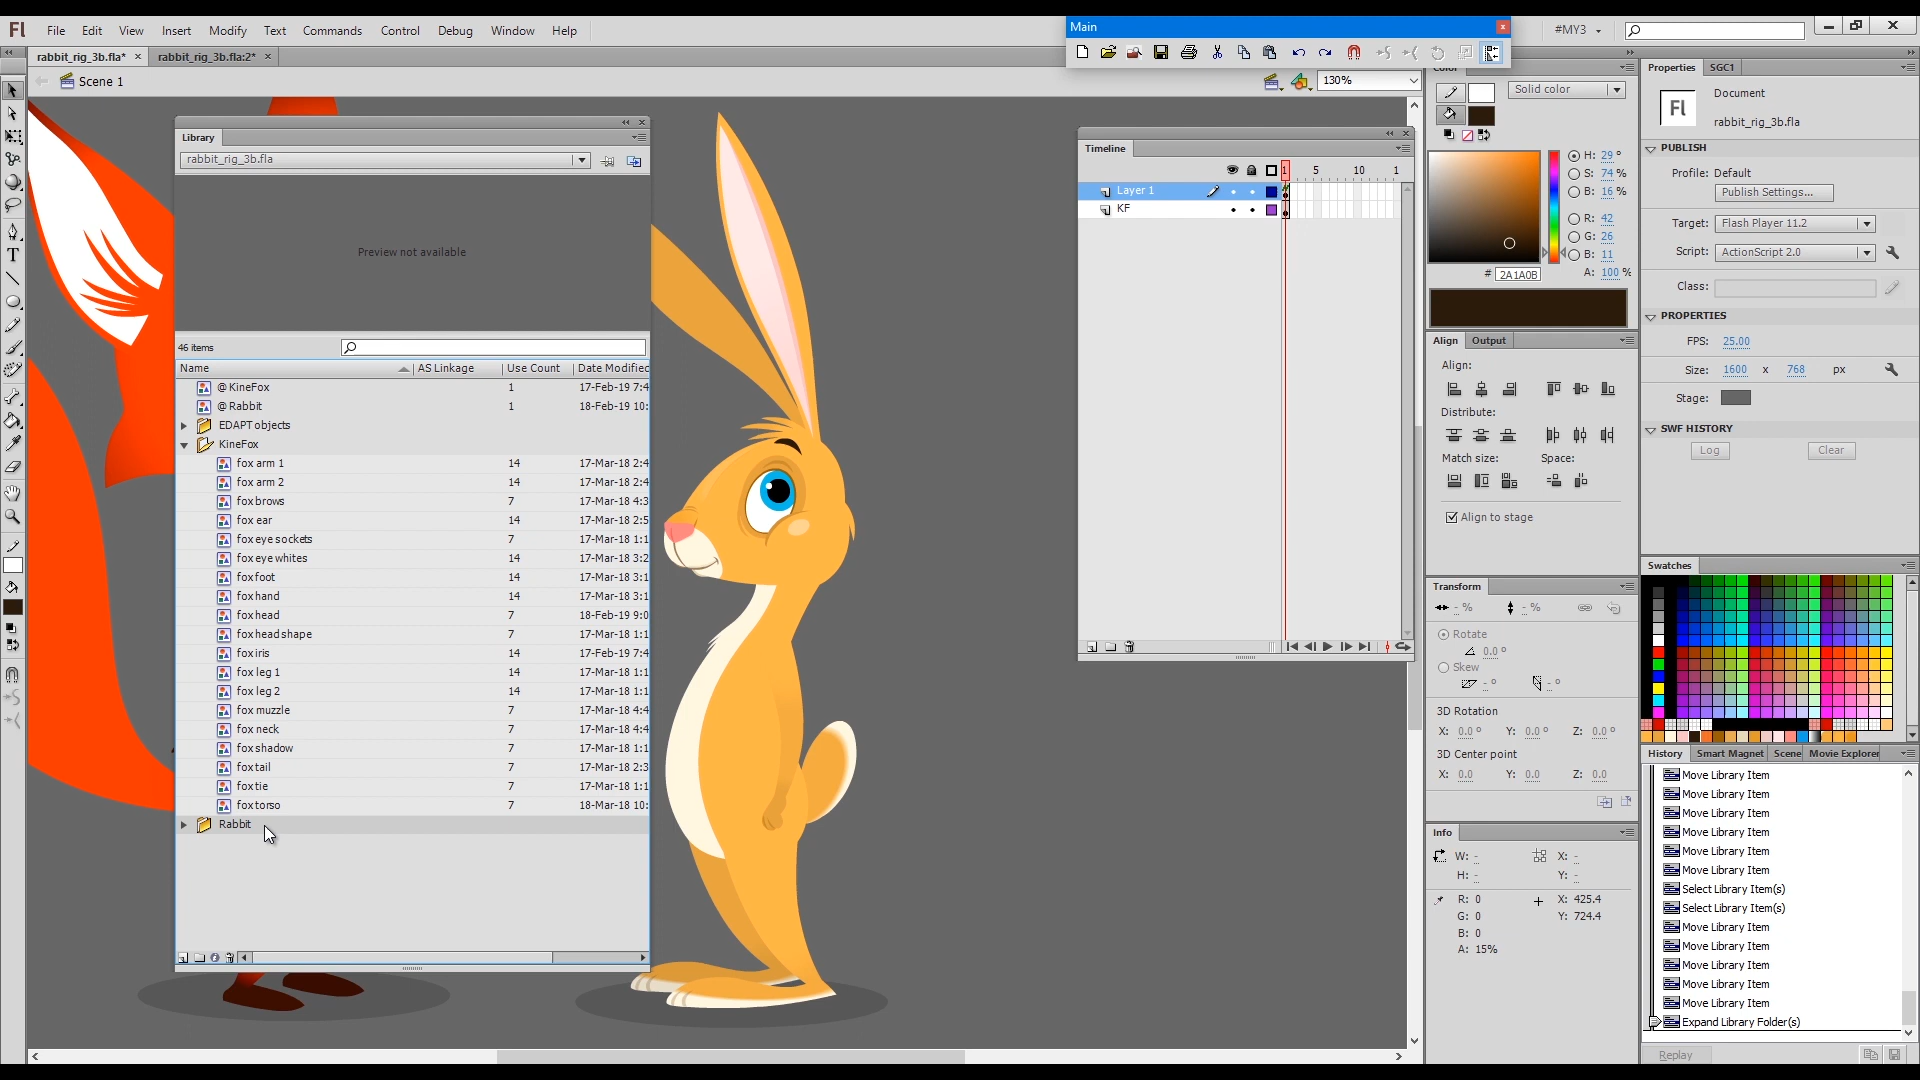 Fl File Edit View Insert Modify Text Commands Control Debug Window Help
Main
#MY3
rabbit_rig_3b.fla* × rabbit_rig_3b.fla:2* ×
Scene 1
130%
Library
rabbit_rig_3b.fla
Preview not available
46 items
Name AS Linkage Use Count Date Modified
@ KineFox 1 17-Feb-19 7:4
@ Rabbit 1 18-Feb-19 10:
EDAPT objects
KineFox
fox arm 1 14 17-Mar-18 2:4
fox arm 2 14 17-Mar-18 2:4
fox brows 7 17-Mar-18 4:3
fox ear 14 17-Mar-18 2:5
fox eye sockets 7 17-Mar-18 1:1
fox eye whites 14 17-Mar-18 3:2
fox foot 14 17-Mar-18 3:1
fox hand 14 17-Mar-18 3:1
fox head 7 18-Feb-19 9:0
fox head shape 7 17-Mar-18 1:1
fox iris 14 17-Feb-19 7:4
fox leg 1 14 17-Mar-18 1:1
fox leg 2 14 17-Mar-18 1:1
fox muzzle 7 17-Mar-18 4:4
fox neck 7 17-Mar-18 4:4
fox shadow 7 17-Mar-18 1:1
fox tail 7 17-Mar-18 2:3
fox tie 7 17-Mar-18 1:1
fox torso 7 18-Mar-18 10:
Rabbit
Timeline
1 5 10 1
Layer 1
KF
Color
Solid color
H: 29 °
S: 74 %
B: 16 %
R: 42
G: 26
B: 11
# 2A1A0B A: 100 %
Align Output
Align:
Distribute:
Match size: Space:
Align to stage
Transform
- % - %
Rotate
0.0 °
Skew
- ° - °
3D Rotation
X: 0.0 ° Y: 0.0 ° Z: 0.0 °
3D Center point
X: 0.0 Y: 0.0 Z: 0.0
Info
W: - X: -
H: - Y: -
R: 0 X: 425.4
G: 0 Y: 724.4
B: 0
A: 15%
Properties SGC1
Fl Document
rabbit_rig_3b.fla
PUBLISH
Profile: Default
Publish Settings...
Target: Flash Player 11.2
Script: ActionScript 2.0
Class:
PROPERTIES
FPS: 25.00
Size: 1600 x 768 px
Stage:
SWF HISTORY
Log Clear
Swatches
History Smart Magnet Scene Movie Explorer
Move Library Item
Move Library Item
Move Library Item
Move Library Item
Move Library Item
Move Library Item
Select Library Item(s)
Select Library Item(s)
Move Library Item
Move Library Item
Move Library Item
Move Library Item
Move Library Item
Expand Library Folder(s)
Replay